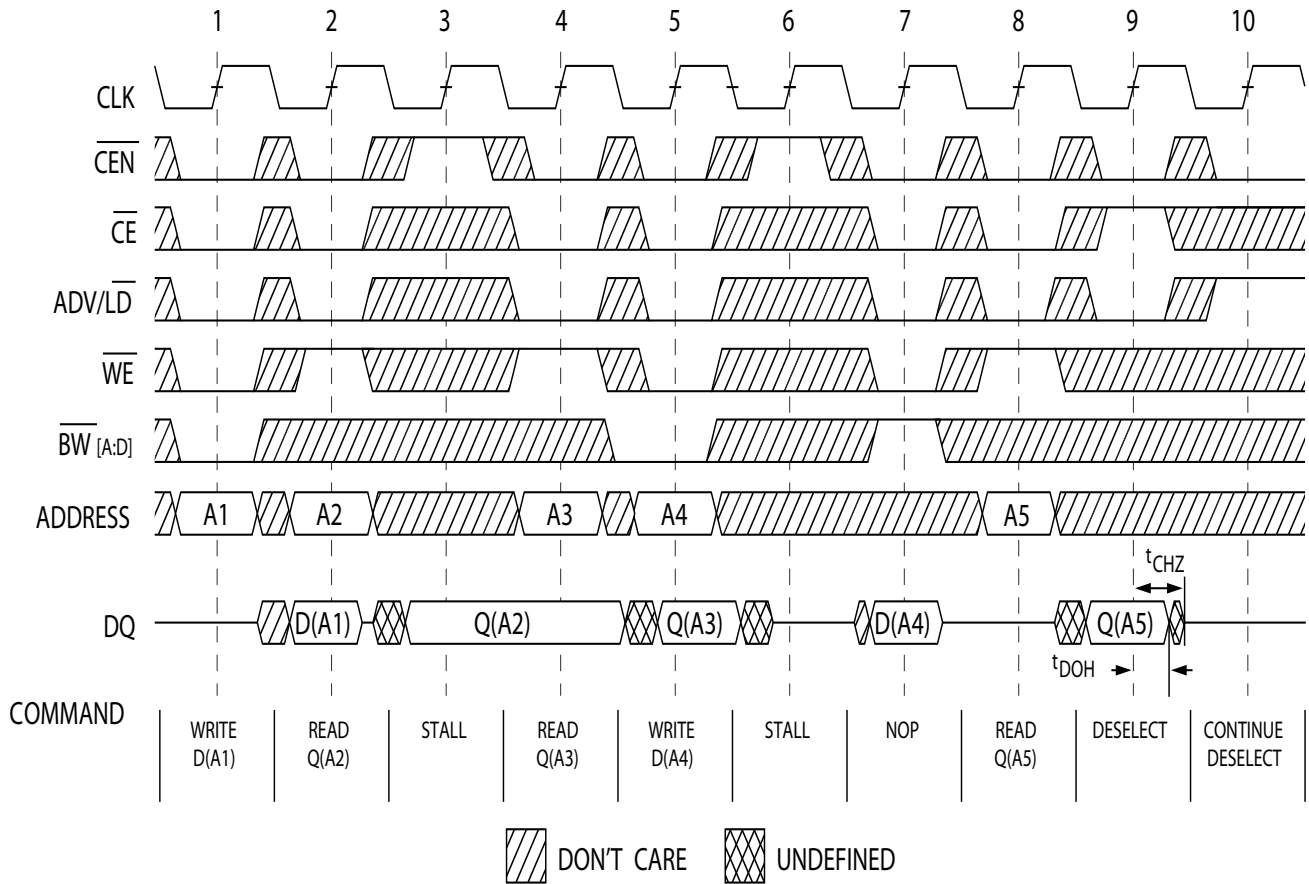 1 2 3 4 5 6 7 8 9 10
CLK
CEN
CE
ADV/LD
WE
BW [A:D]
ADDRESS A1 A2 A3 A4 A5
tCHZ
DQ D(A1) Q(A2) Q(A3) D(A4) Q(A5)
tDOH
COMMAND
WRITE READ STALL READ WRITE STALL NOP READ DESELECT CONTINUE
D(A1) Q(A2) Q(A3) D(A4) Q(A5) DESELECT
DON'T CARE UNDEFINED